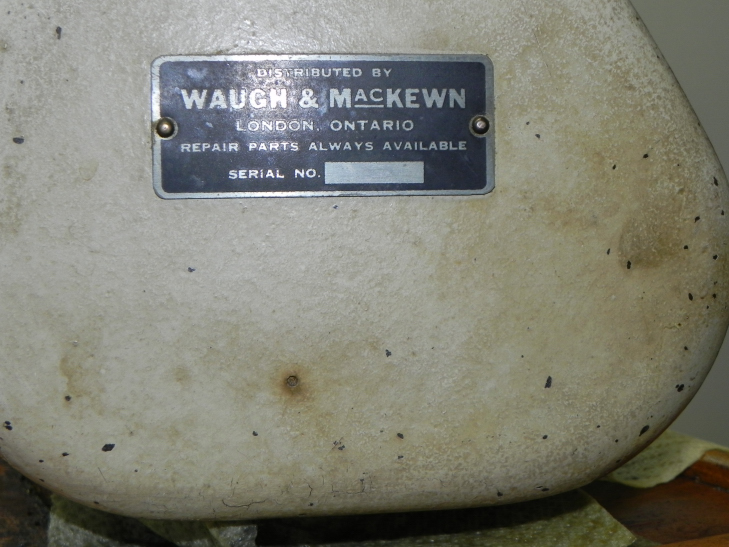 DISTRIBUTED BY
WAUGH & MACKEWN
LONDON, ONTARIO
REPAIR PARTS ALWAYS AVAILABLE
SERIAL NO.